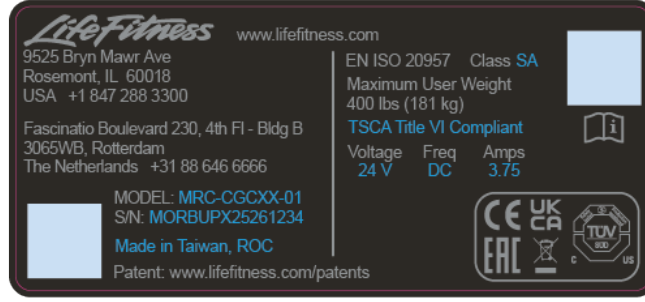 LifeFitness www.lifefitness.com
9525 Bryn Mawr Ave
Rosemont, IL 60018
USA +1 847 288 3300
Fascinatio Boulevard 230, 4th Fl - Bldg B
3065WB, Rotterdam
The Netherlands +31 88 646 6666
MODEL: MRC-CGCXX-01
S/N: MORBUPX25261234
Made in Taiwan, ROC
Patent: www.lifefitness.com/patents
EN ISO 20957 Class SA
Maximum User Weight
400 lbs (181 kg)
TSCA Title VI Compliant
Voltage Freq Amps
24 V DC 3.75
i
CE UK
CA
EAC
TÜV
C US